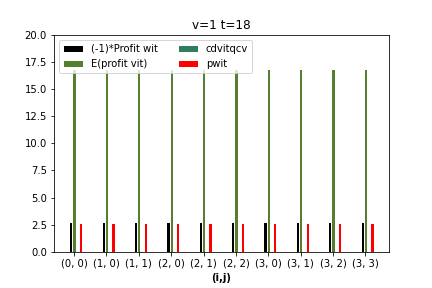 v=1 t=18
20.0
17.5
15.0
12.5
10.0
7.5
5.0
2.5
0.0
(-1)*Profit wit
E(profit vit)
cdvitqcv
pwit
(0, 0) (1, 0) (1, 1) (2, 0) (2, 1) (2, 2) (3, 0) (3, 1) (3, 2) (3, 3)
(i,j)